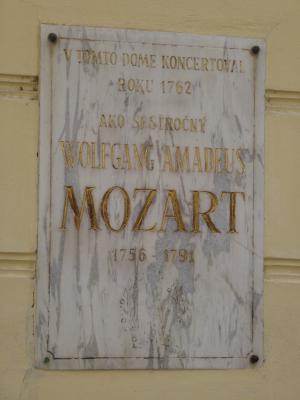 V TOMTO DOME KONCERTOVAL
ROKU 1762
AKO ŠESŤROČNÝ
WOLFGANG AMADEUS
MOZART
1756 - 1791